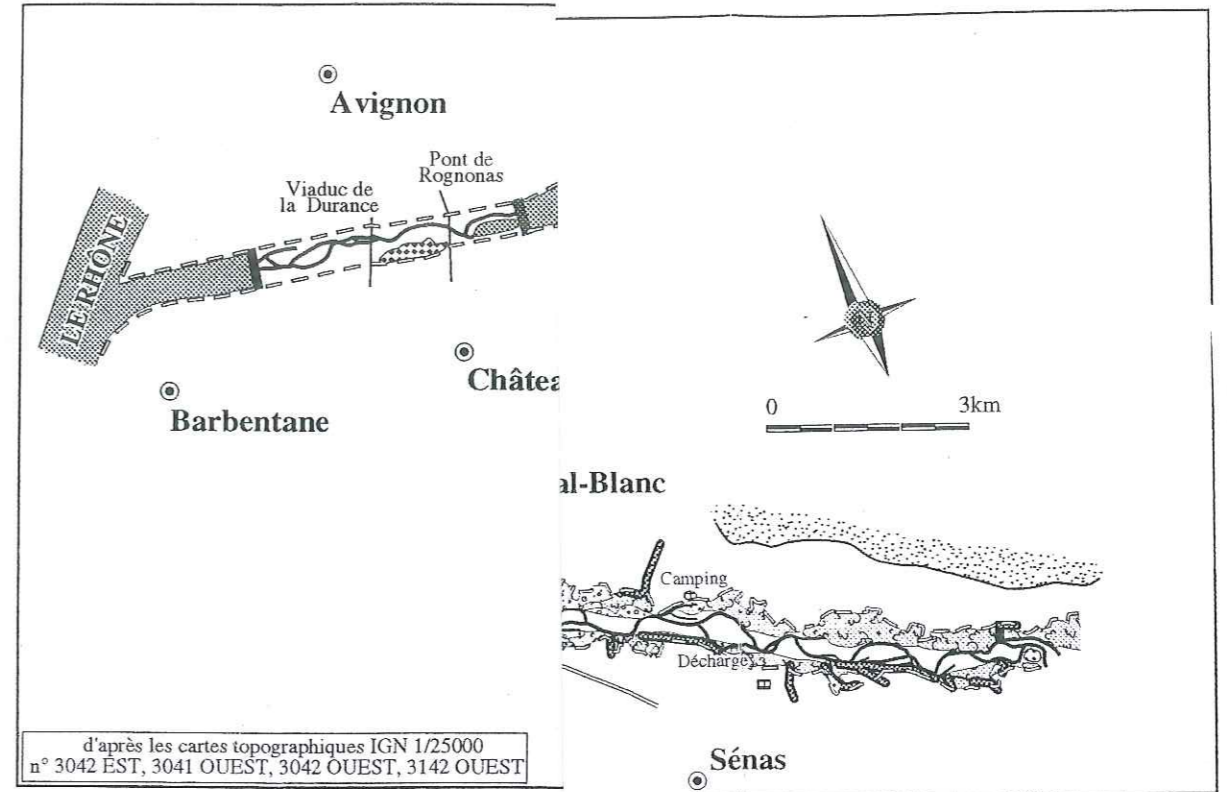 Avignon
Pont de
Rognonas
Viaduc de
la Durance
LE RHÔNE
Barbentane
Châtea
0 3km
al-Blanc
Camping
Décharge
Sénas
d'après les cartes topographiques IGN 1/25000
n° 3042 EST, 3041 OUEST, 3042 OUEST, 3142 OUEST